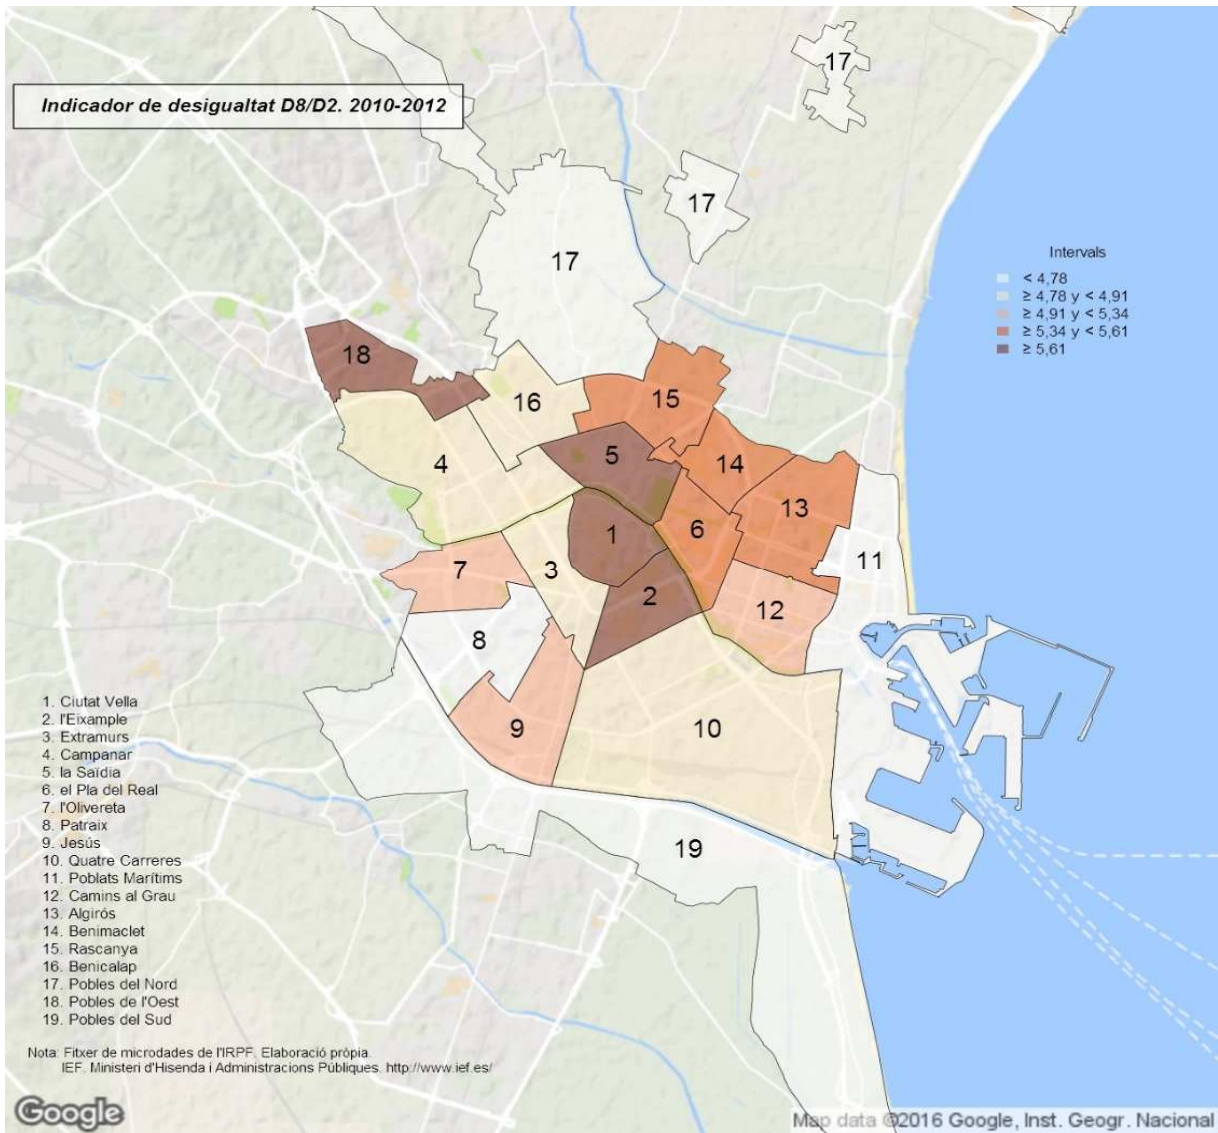 Indicador de desigualtat D8/D2. 2010-2012
17
17
17
Intervals
< 4,78
≥ 4,78 y < 4,91
≥ 4,91 y < 5,34
≥ 5,34 y < 5,61
≥ 5,61
18
16
15
4
5
14
13
6
1
11
7
3
2
12
8
9
10
19
1. Ciutat Vella
2. l'Eixample
3. Extramurs
4. Campanar
5. la Saïdia
6. el Pla del Real
7. l'Olivereta
8. Patraix
9. Jesús
10. Quatre Carreres
11. Poblats Marítims
12. Camins al Grau
13. Algirós
14. Benimaclet
15. Rascanya
16. Benicalap
17. Pobles del Nord
18. Pobles de l'Oest
19. Pobles del Sud
Nota: Fitxer de microdades de l'IRPF. Elaboració pròpia.
IEF. Ministeri d'Hisenda i Administracions Públiques. http://www.ief.es/
Google
Map data ©2016 Google, Inst. Geogr. Nacional